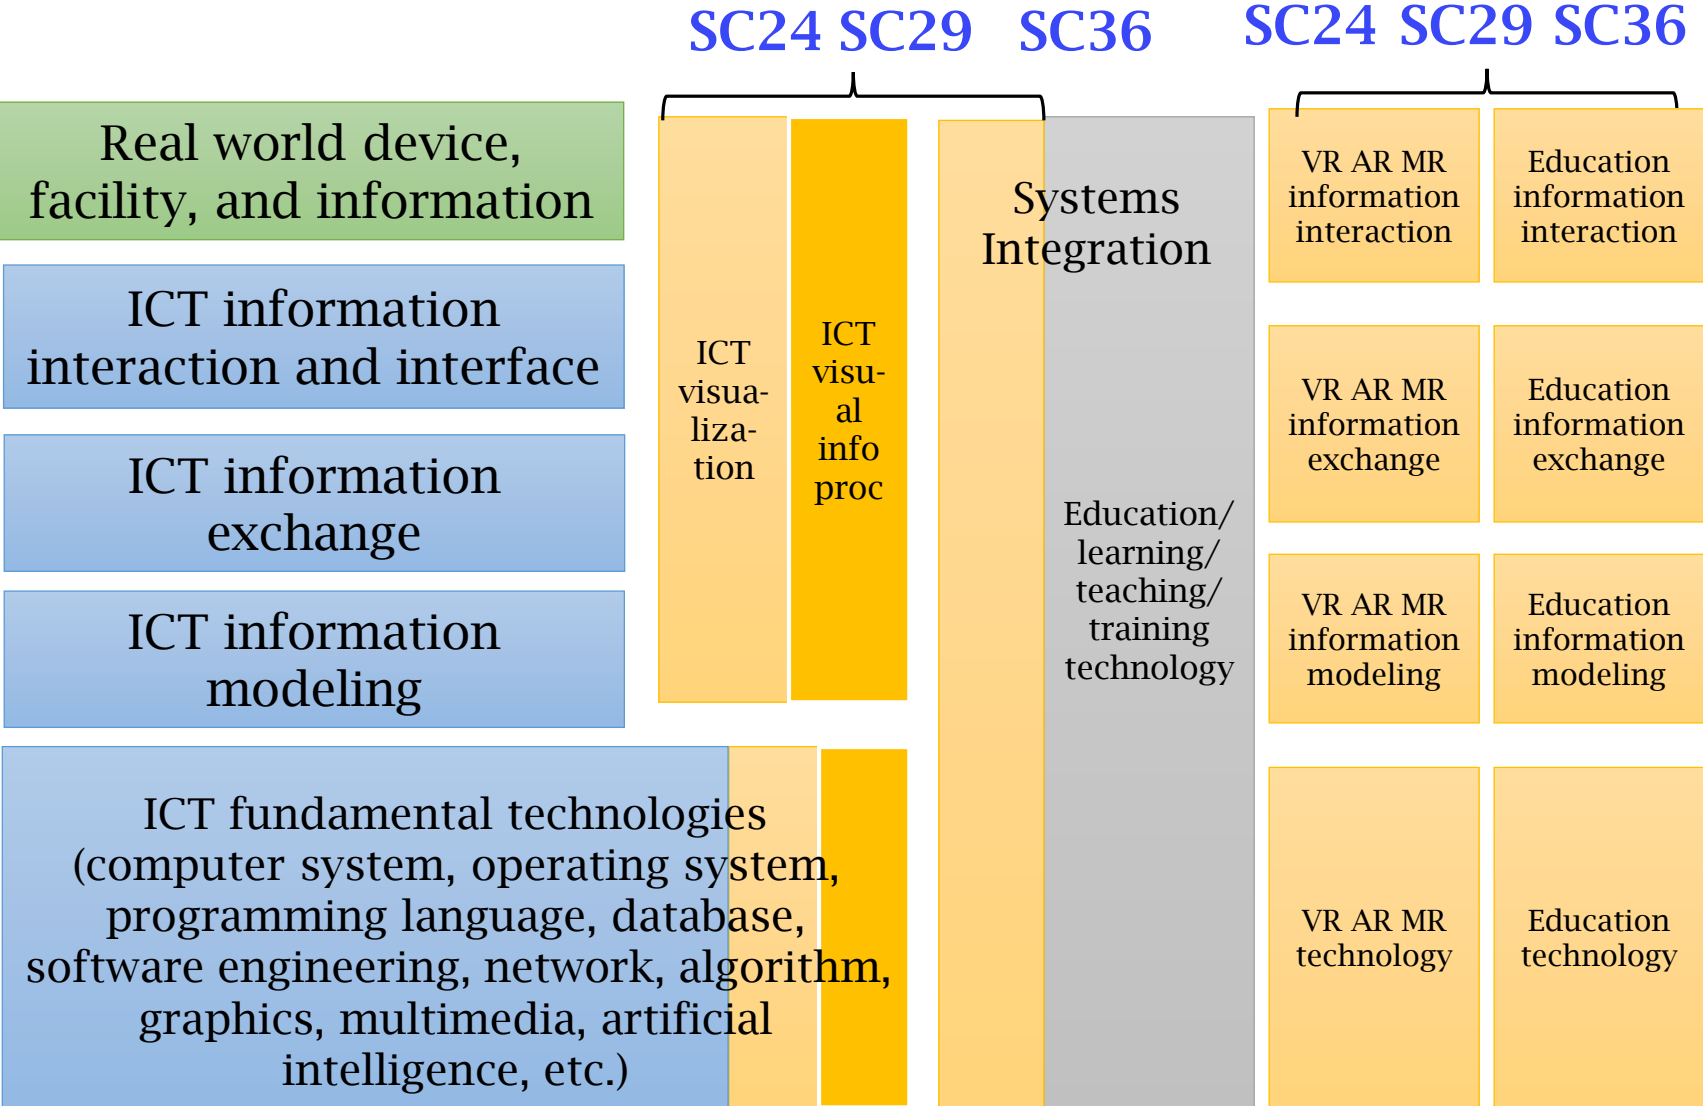 SC24 SC29 SC36
SC24 SC29 SC36
Real world device,
facility, and information
ICT information
interaction and interface
ICT information
exchange
ICT information
modeling
ICT fundamental technologies
(computer system, operating system,
programming language, database,
software engineering, network, algorithm,
graphics, multimedia, artificial
intelligence, etc.)
ICT
visua-
liza-
tion
ICT
visu-
al
info
proc
Systems
Integration
Education/
learning/
teaching/
training
technology
VR AR MR
information
interaction
Education
information
interaction
VR AR MR
information
exchange
Education
information
exchange
VR AR MR
information
modeling
Education
information
modeling
VR AR MR
technology
Education
technology